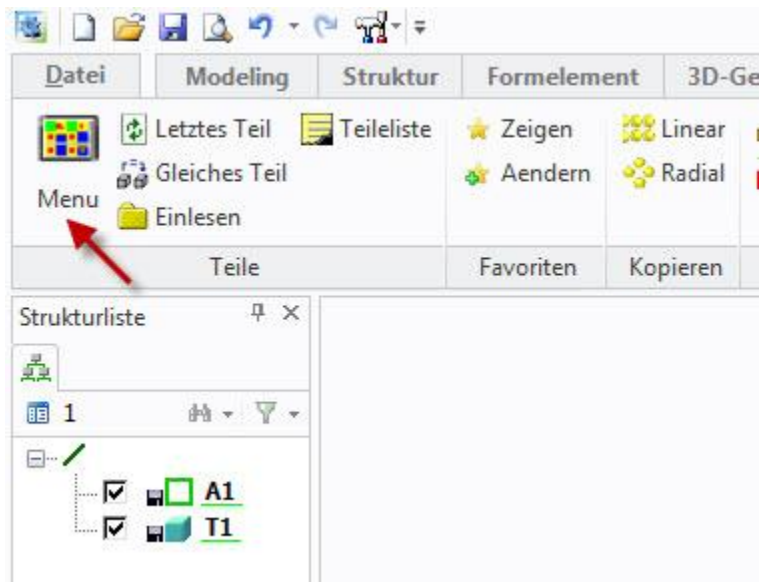 Datei Modeling Struktur Formelement 3D-Ge
Letztes Teil Teileliste Zeigen Linear
Gleiches Teil Aendern Radial
Menu
Einlesen
Teile Favoriten Kopieren
Strukturliste
1
A1
T1